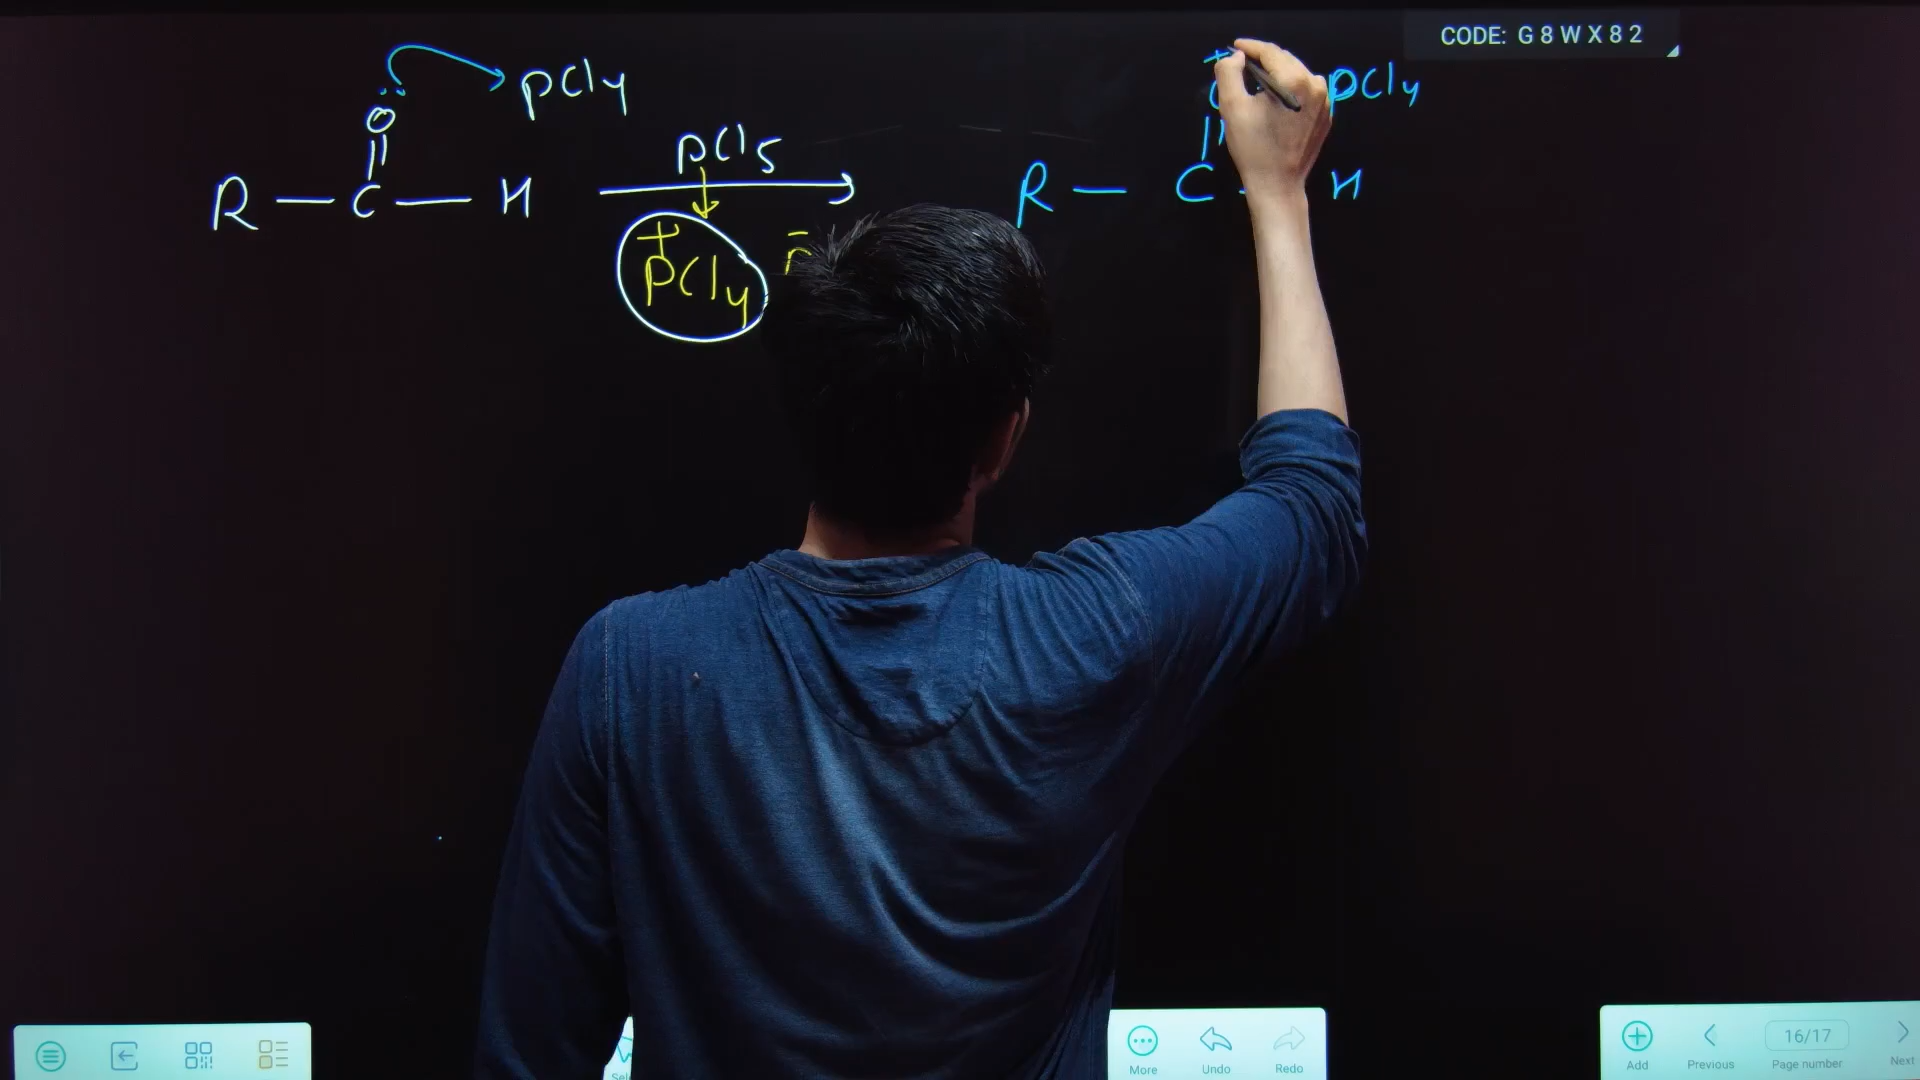 CODE: G 8 W X 8 2
PCl4
PCl4
O
PCl5
R — C — H
R — C H
+
PCl4
More
Undo
Redo
Add
Previous
16/17
Page number
Next